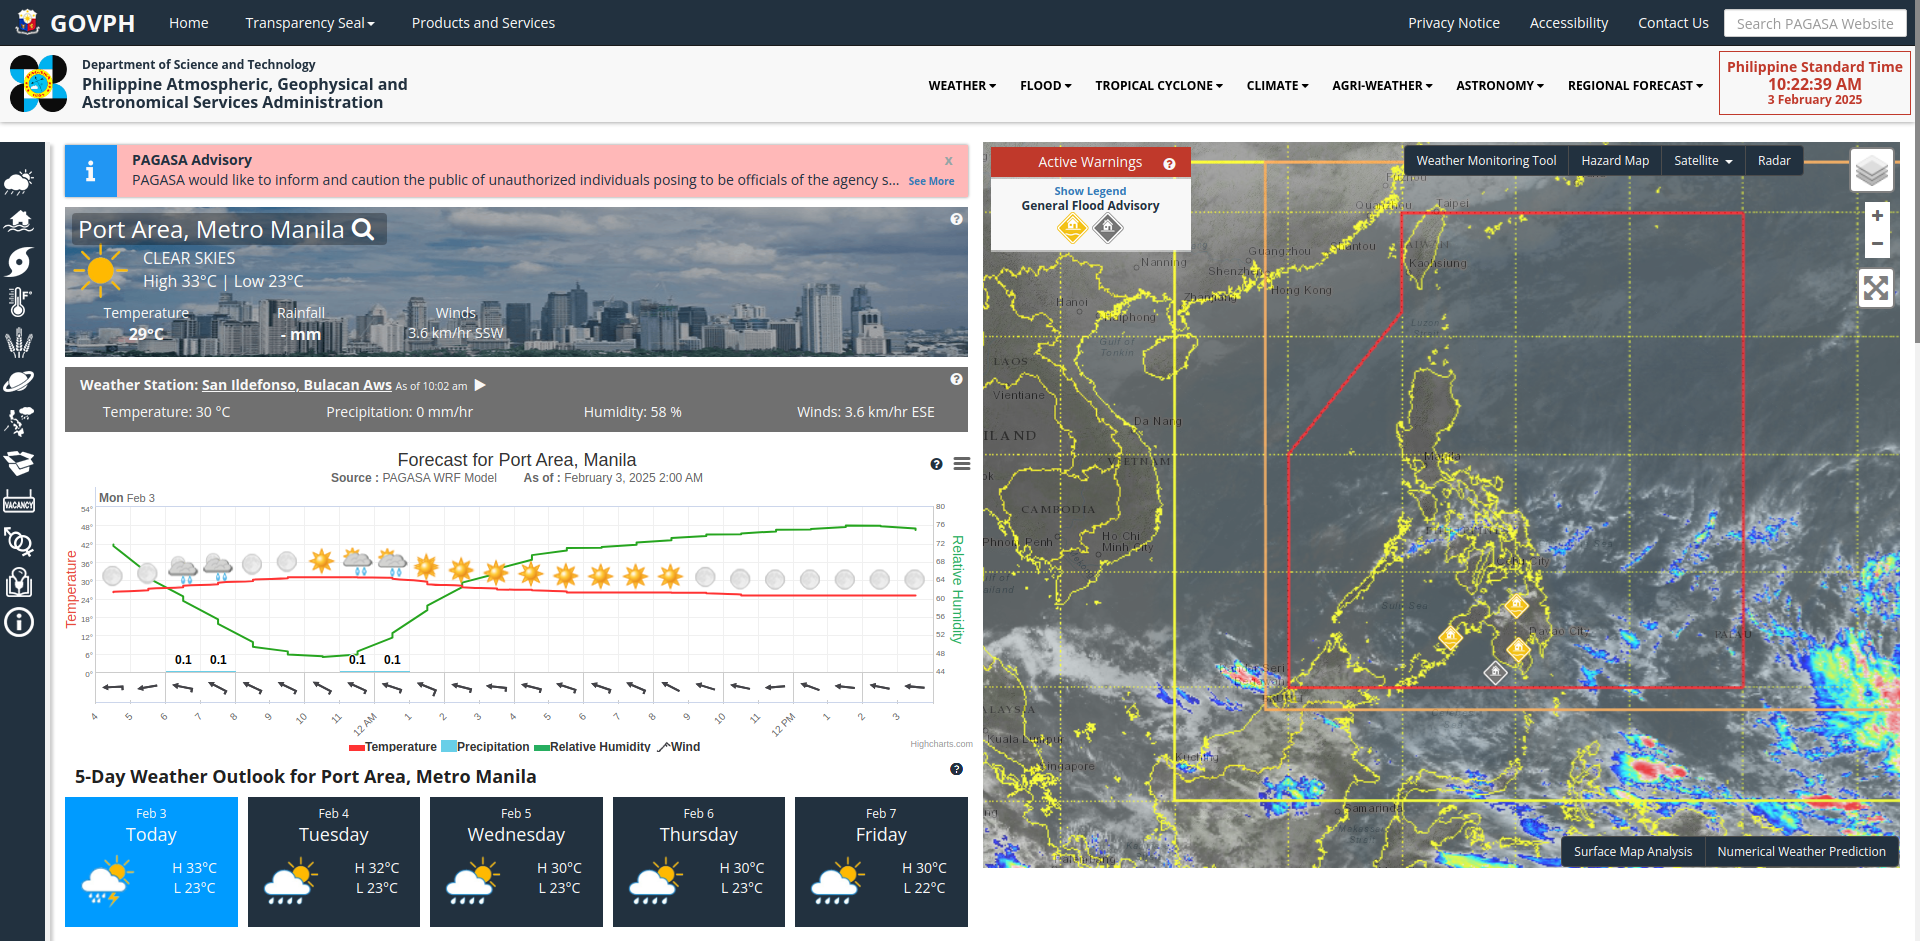 GOVPH
Home
Transparency Seal
Products and Services
Privacy Notice
Accessibility
Contact Us
Search PAGASA Website
Department of Science and Technology
Philippine Atmospheric, Geophysical and
Astronomical Services Administration
WEATHER
FLOOD
TROPICAL CYCLONE
CLIMATE
AGRI-WEATHER
ASTRONOMY
REGIONAL FORECAST
Philippine Standard Time
10:22:39 AM
3 February 2025
VACANCY
PAGASA Advisory
x
PAGASA would like to inform and caution the public of unauthorized individuals posing to be officials of the agency s... See More
Port Area, Metro Manila
CLEAR SKIES
High 33°C | Low 23°C
Temperature
29°C
Rainfall
- mm
Winds
3.6 km/hr SSW
Weather Station: San Ildefonso, Bulacan Aws As of 10:02 am
Temperature: 30 °C
Precipitation: 0 mm/hr
Humidity: 58 %
Winds: 3.6 km/hr ESE
Forecast for Port Area, Manila
Source : PAGASA WRF Model As of : February 3, 2025 2:00 AM
Mon Feb 3
Temperature
54°
48°
42°
36°
30°
24°
18°
12°
6°
0°
0.1 0.1 0.1 0.1
80
76
72
68
64
60
56
52
48
44
Relative Humidity
4 5 6 7 8 9 10 11 12 AM 1 2 3 4 5 6 7 8 9 10 11 12 PM 1 2 3
Temperature Precipitation Relative Humidity Wind
Highcharts.com
5-Day Weather Outlook for Port Area, Metro Manila
Feb 3
Today
H 33°C
L 23°C
Feb 4
Tuesday
H 32°C
L 23°C
Feb 5
Wednesday
H 30°C
L 23°C
Feb 6
Thursday
H 30°C
L 23°C
Feb 7
Friday
H 30°C
L 22°C
Active Warnings
Show Legend
General Flood Advisory
Weather Monitoring Tool
Hazard Map
Satellite
Radar
+
−
Taipei
Guangzhou
Nanning
Shenzhen
Kaohsiung
Hong Kong
Zhanjiang
Hanoi
Haiphong
Gulf of
Tonkin
Luzon
LAOS
Vientiane
Da Nang
VIETNAM
Manila
CAMBODIA
Phnom Penh
Ho Chi
Minh City
Sulu Sea
Davao City
PALAU
Kuala Lumpur
Singapore
Kuching
Samarinda
Surface Map Analysis
Numerical Weather Prediction